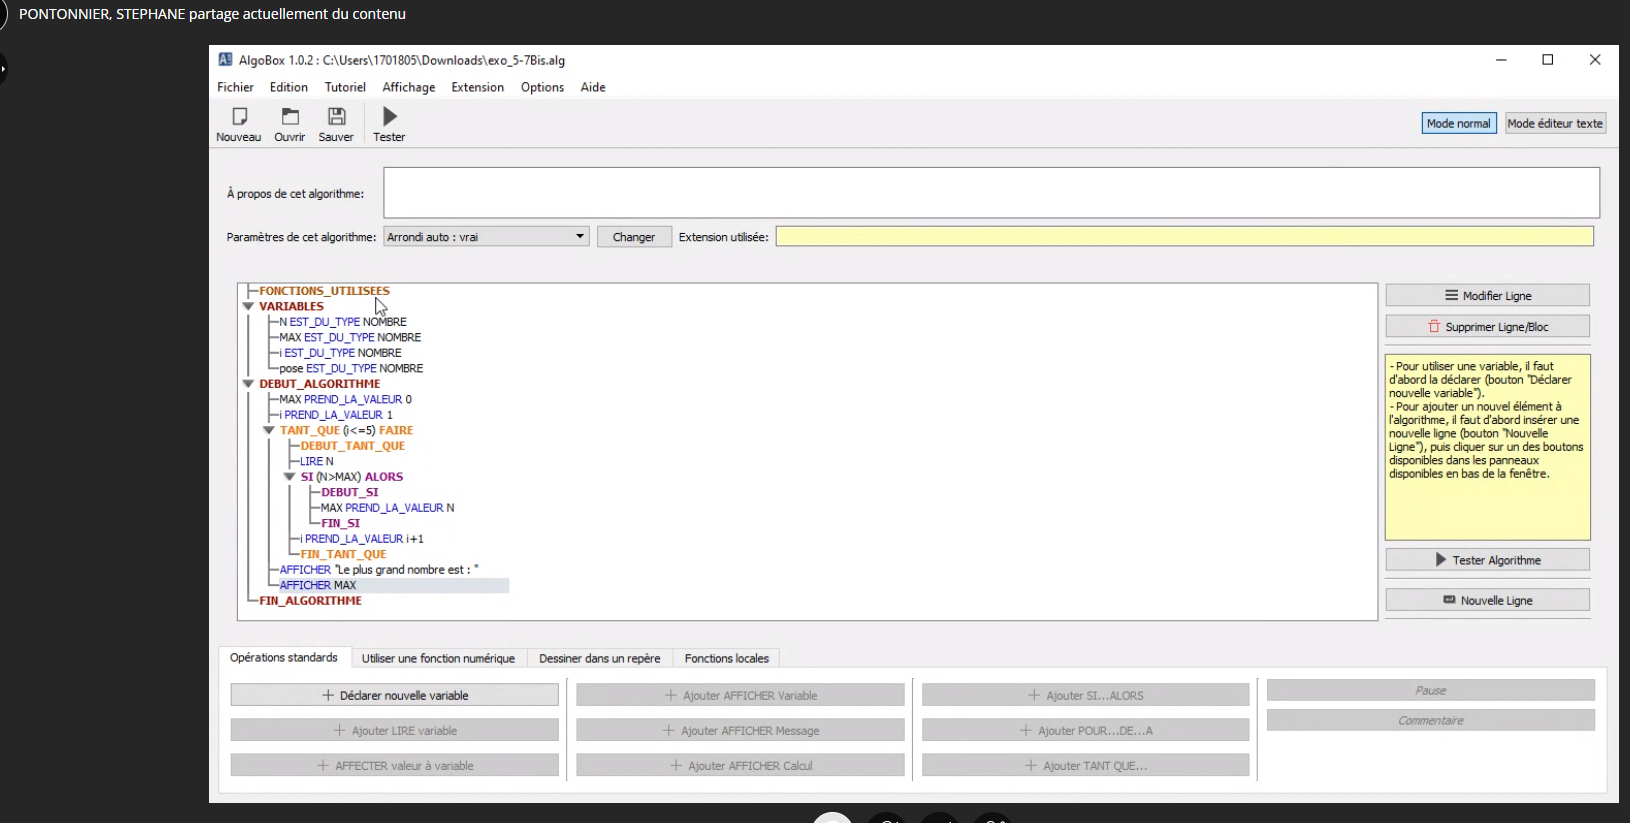 PONTONNIER, STEPHANE partage actuellement du contenu
AlgoBox 1.0.2 : C:\Users\1701805\Downloads\exo_5-7Bis.alg
Fichier Edition Tutoriel Affichage Extension Options Aide
Nouveau Ouvrir Sauver Tester
Mode normal Mode éditeur texte
À propos de cet algorithme:
Paramètres de cet algorithme: Arrondi auto : vrai Changer Extension utilisée:
FONCTIONS_UTILISEES
VARIABLES
N EST_DU_TYPE NOMBRE
MAX EST_DU_TYPE NOMBRE
i EST_DU_TYPE NOMBRE
pose EST_DU_TYPE NOMBRE
DEBUT_ALGORITHME
MAX PREND_LA_VALEUR 0
i PREND_LA_VALEUR 1
TANT_QUE (i<=5) FAIRE
DEBUT_TANT_QUE
LIRE N
SI (N>MAX) ALORS
DEBUT_SI
MAX PREND_LA_VALEUR N
FIN_SI
i PREND_LA_VALEUR i+1
FIN_TANT_QUE
AFFICHER "Le plus grand nombre est : "
AFFICHER MAX
FIN_ALGORITHME
Modifier Ligne
Supprimer Ligne/Bloc
- Pour utiliser une variable, il faut
d'abord la déclarer (bouton "Déclarer
nouvelle variable").
- Pour ajouter un nouvel élément à
l'algorithme, il faut d'abord insérer une
nouvelle ligne (bouton "Nouvelle
Ligne"), puis cliquer sur un des boutons
disponibles dans les panneaux
disponibles en bas de la fenêtre.
Tester Algorithme
Nouvelle Ligne
Opérations standards Utiliser une fonction numérique Dessiner dans un repère Fonctions locales
Déclarer nouvelle variable
Ajouter LIRE variable
AFFECTER valeur à variable
Ajouter AFFICHER Variable
Ajouter AFFICHER Message
Ajouter AFFICHER Calcul
Ajouter SI...ALORS
Ajouter POUR...DE...A
Ajouter TANT QUE...
Pause
Commentaire